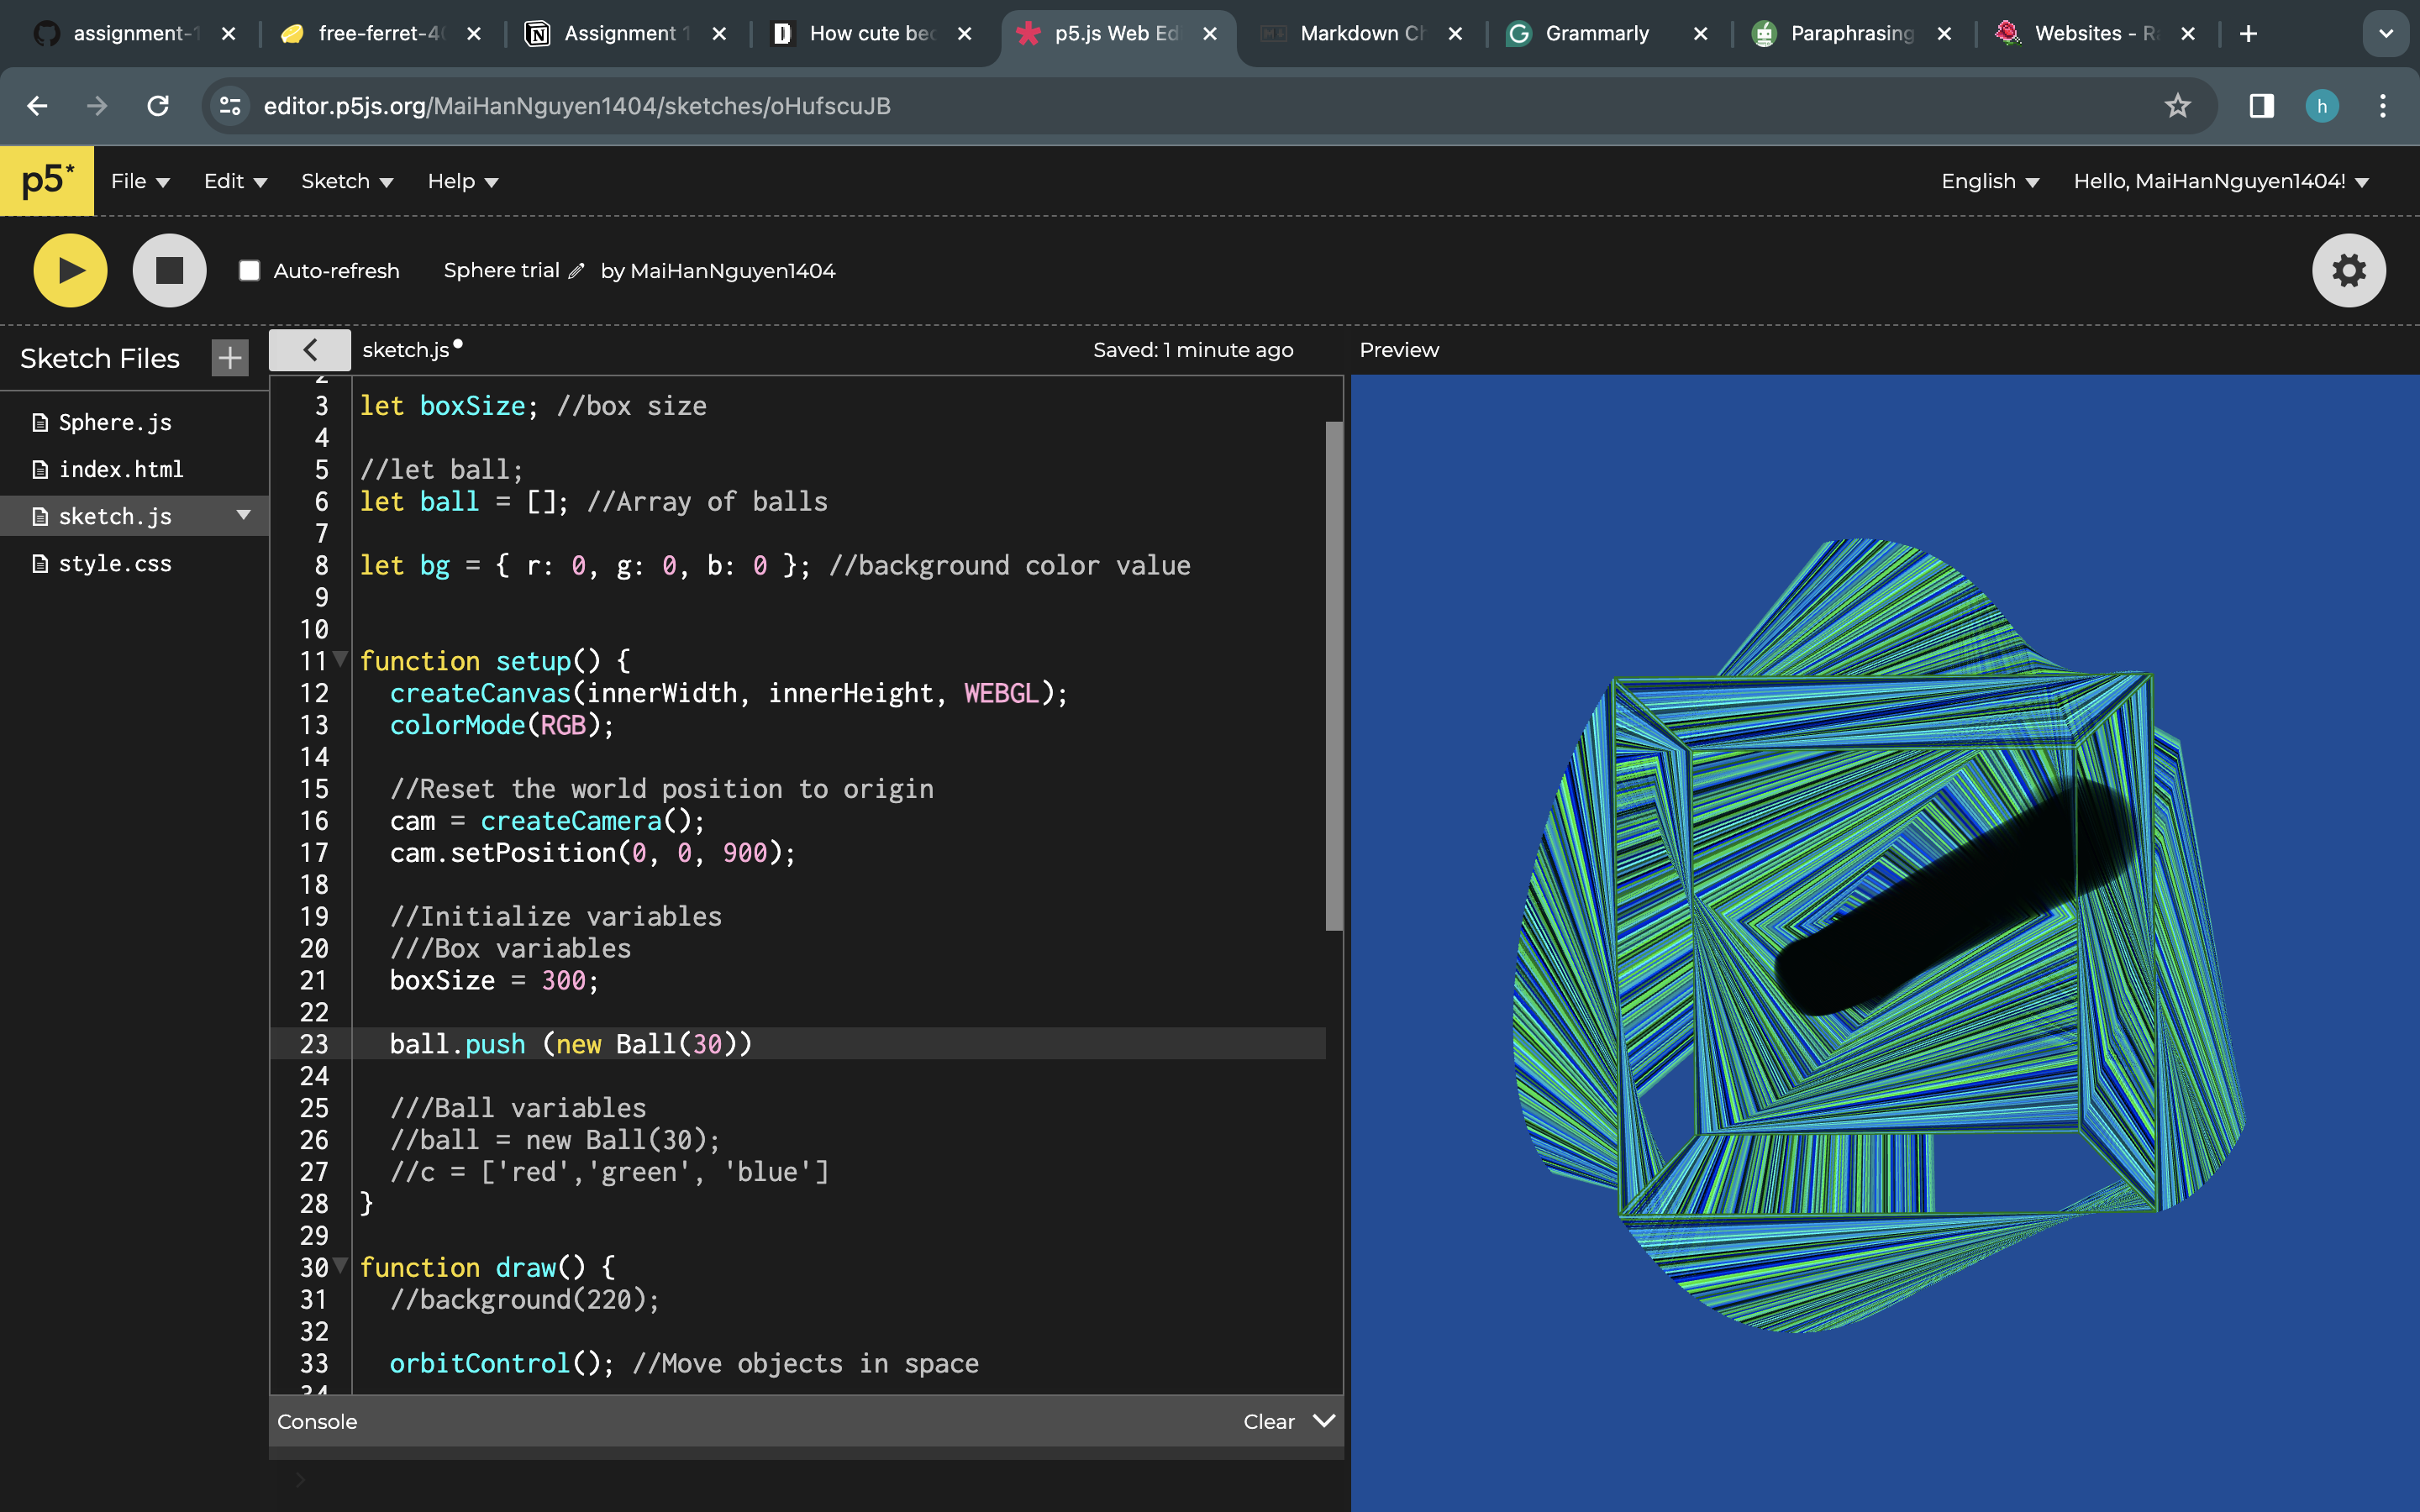 assignment-1
free-ferret-40
Assignment 1
How cute bec
p5.js Web Ed
Markdown Ch
Grammarly
Paraphrasing
Websites - Ra
editor.p5js.org/MaiHanNguyen1404/sketches/oHufscuJB
h
p5*
File
Edit
Sketch
Help
English
Hello, MaiHanNguyen1404!
Auto-refresh
Sphere trial
by MaiHanNguyen1404
Sketch Files
Sphere.js
index.html
sketch.js
style.css
sketch.js
Saved: 1 minute ago
Preview
2
3 let boxSize; //box size
4
5 //let ball;
6 let ball = []; //Array of balls
7
8 let bg = { r: 0, g: 0, b: 0 }; //background color value
9
10
11 function setup() {
12 createCanvas(innerWidth, innerHeight, WEBGL);
13 colorMode(RGB);
14
15 //Reset the world position to origin
16 cam = createCamera();
17 cam.setPosition(0, 0, 900);
18
19 //Initialize variables
20 ///Box variables
21 boxSize = 300;
22
23 ball.push (new Ball(30))
24
25 ///Ball variables
26 //ball = new Ball(30);
27 //c = ['red','green', 'blue']
28 }
29
30 function draw() {
31 //background(220);
32
33 orbitControl(); //Move objects in space
34
Console
Clear